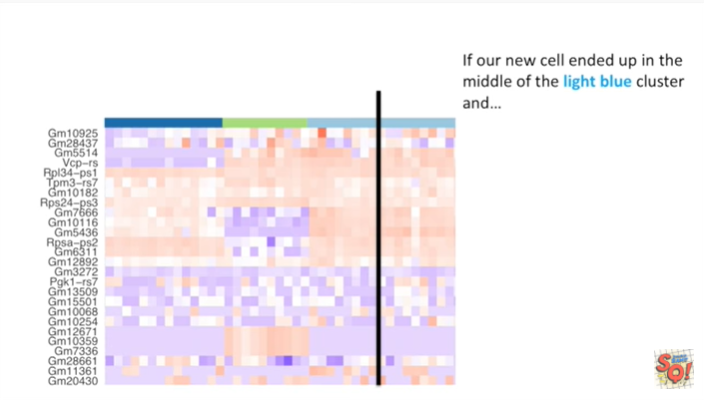 If our new cell ended up in the
middle of the light blue cluster
and...
Gm10925
Gm28437
Gm5514
Vcp−rs
Rpl34−ps1
Tpm3−rs7
Gm10182
Rps24−ps3
Gm7666
Gm10116
Gm5436
Rpsa−ps2
Gm6311
Gm12892
Gm3272
Pgk1−rs7
Gm13509
Gm15501
Gm10068
Gm10254
Gm12671
Gm10359
Gm7336
Gm28661
Gm11361
Gm20430
SQ!